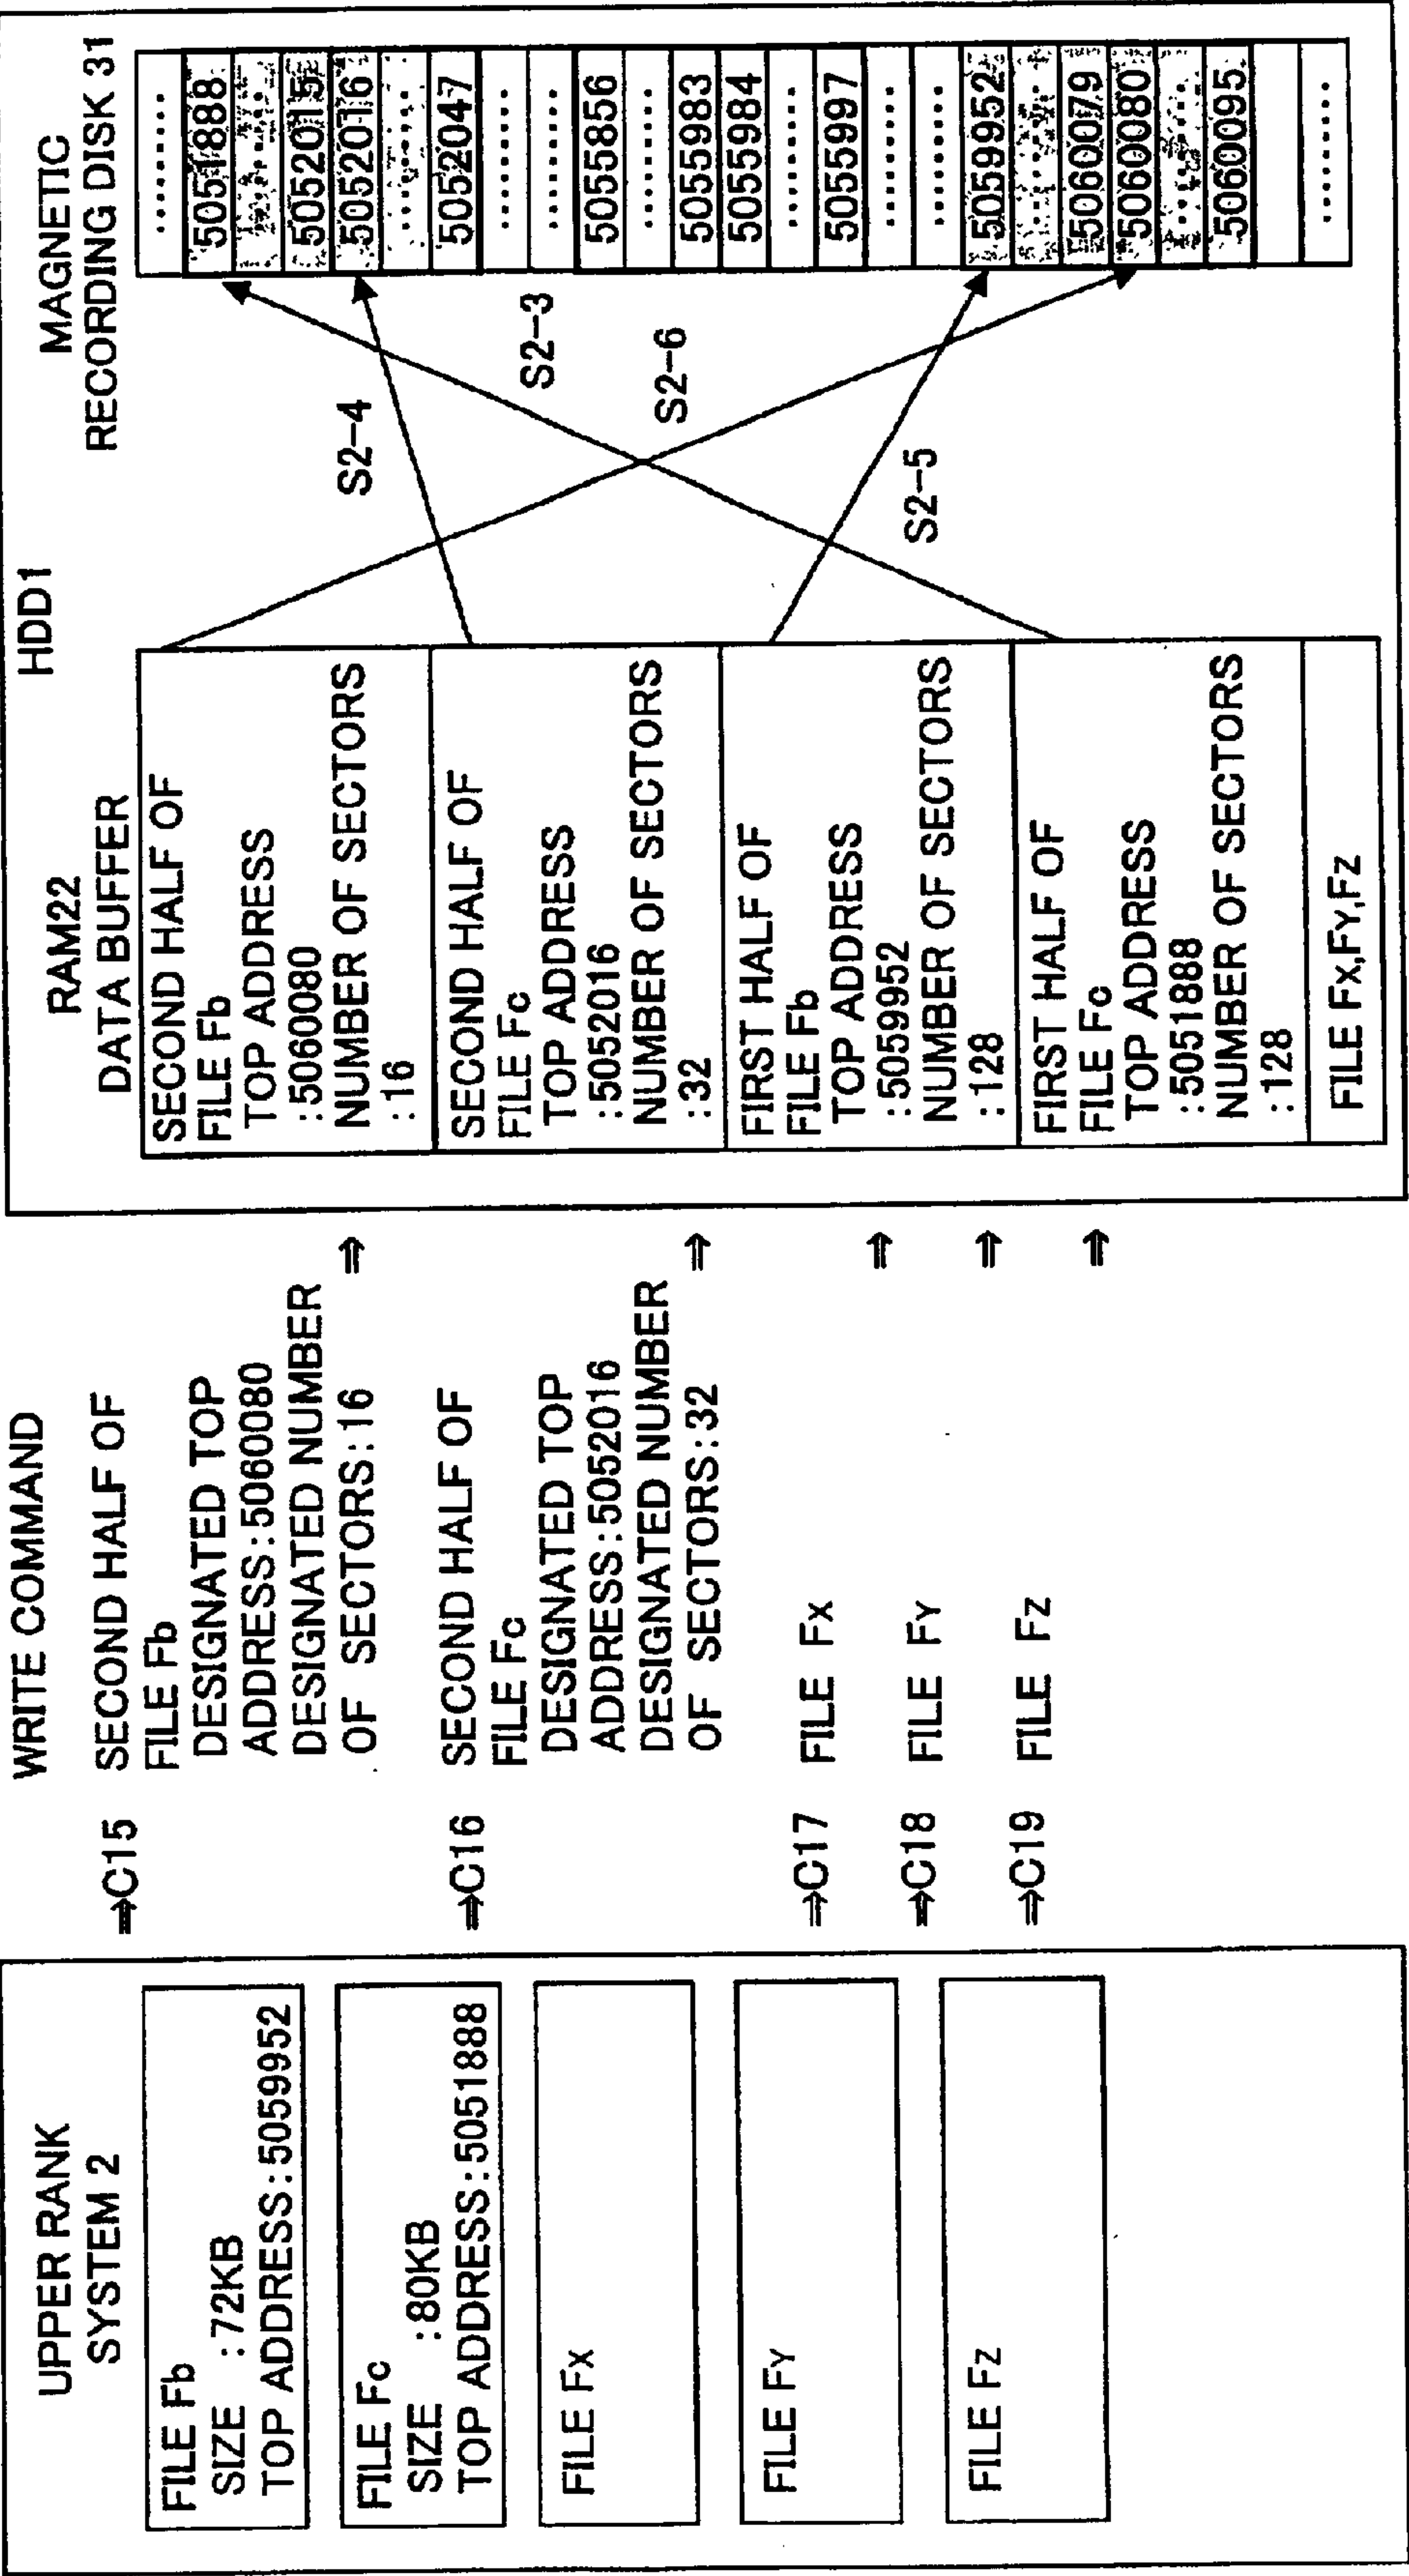 UPPER RANK
SYSTEM 2
FILE Fb
SIZE :72KB
TOP ADDRESS:5059952
FILE Fc
SIZE :80KB
TOP ADDRESS:5051888
FILE Fx
FILE FY
FILE Fz
WRITE COMMAND
⇒C15 SECOND HALF OF
FILE Fb
DESIGNATED TOP
ADDRESS:5060080
DESIGNATED NUMBER
OF SECTORS:16 ⇒
⇒C16 SECOND HALF OF
FILE Fc
DESIGNATED TOP
ADDRESS:5052016
DESIGNATED NUMBER
OF SECTORS:32 ⇒
⇒C17 FILE Fx ⇒
⇒C18 FILE FY ⇒
⇒C19 FILE Fz ⇒
HDD1
RAM22
DATA BUFFER
SECOND HALF OF
FILE Fb
TOP ADDRESS
:5060080
NUMBER OF SECTORS
:16
SECOND HALF OF
FILE Fc
TOP ADDRESS
:5052016
NUMBER OF SECTORS
:32
FIRST HALF OF
FILE Fb
TOP ADDRESS
:5059952
NUMBER OF SECTORS
:128
FIRST HALF OF
FILE Fc
TOP ADDRESS
:5051888
NUMBER OF SECTORS
:128
FILE Fx,FY,Fz
S2-4
S2-3
S2-6
S2-5
MAGNETIC
RECORDING DISK 31
........
5051888
........
5052015
5052016
........
5052047
........
........
5055856
........
5055983
5055984
........
5055997
........
........
5059952
........
5060079
5060080
........
5060095
........